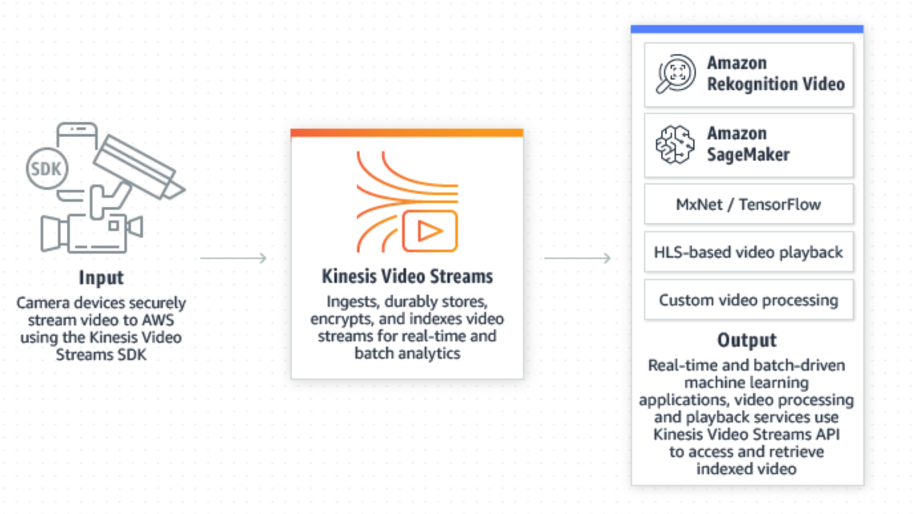 SDK
Input
Camera devices securely
stream video to AWS
using the Kinesis Video
Streams SDK
Kinesis Video Streams
Ingests, durably stores,
encrypts, and indexes video
streams for real-time and
batch analytics
Amazon
Rekognition Video
Amazon
SageMaker
MxNet / TensorFlow
HLS-based video playback
Custom video processing
Output
Real-time and batch-driven
machine learning
applications, video processing
and playback services use
Kinesis Video Streams API
to access and retrieve
indexed video